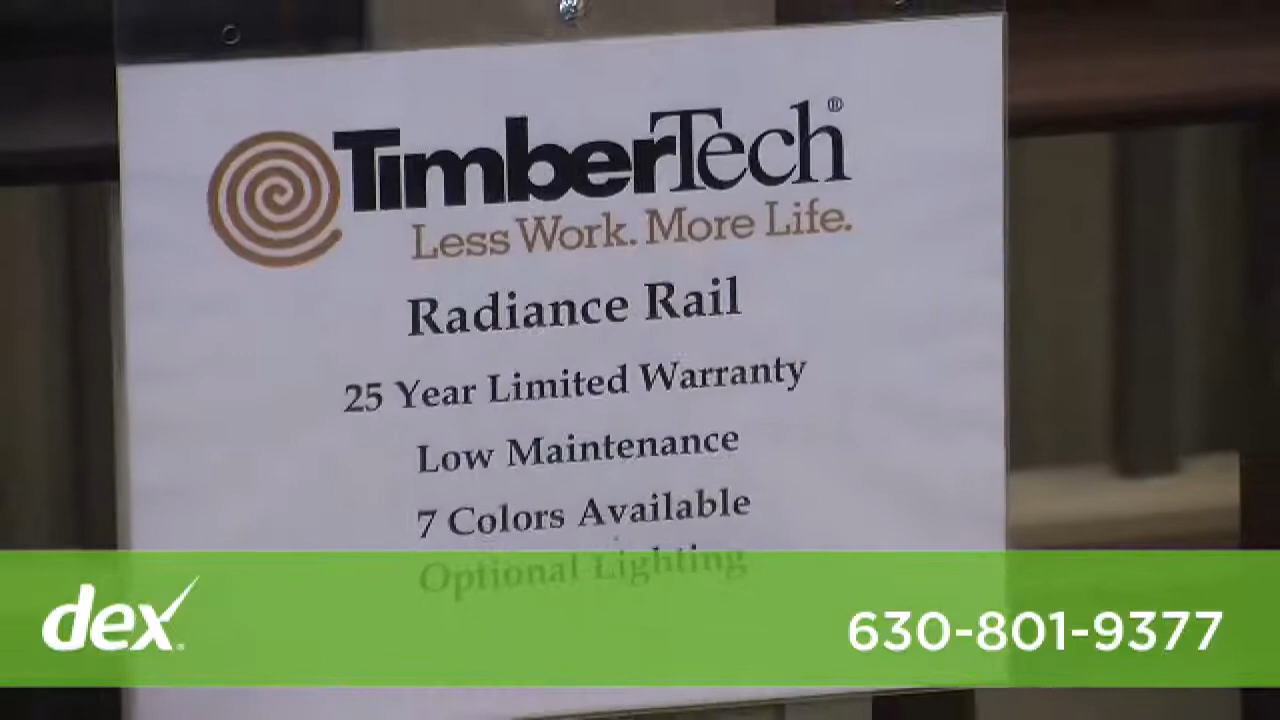 TimberTech®
Less Work. More Life.
Radiance Rail
25 Year Limited Warranty
Low Maintenance
7 Colors Available
Optional Lighting
dex
630-801-9377